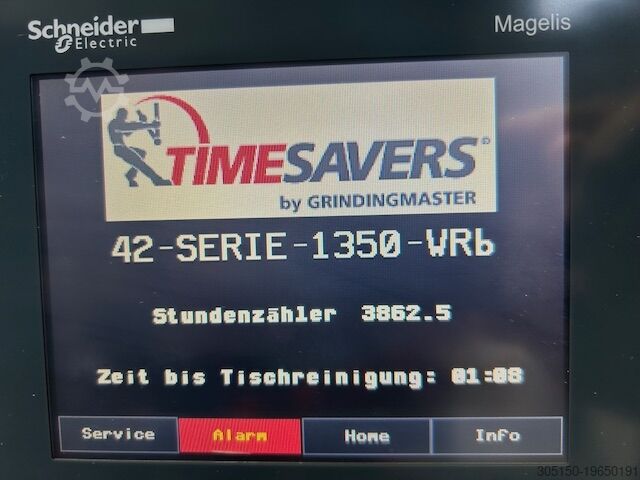 Schneider
Electric
Magelis
TIMESAVERS
by GRINDINGMASTER
42-SERIE-1350-WRb
Stundenzähler 3862.5
Zeit bis Tischreinigung: 01:08
Service Alarm Home Info
305150-19650191